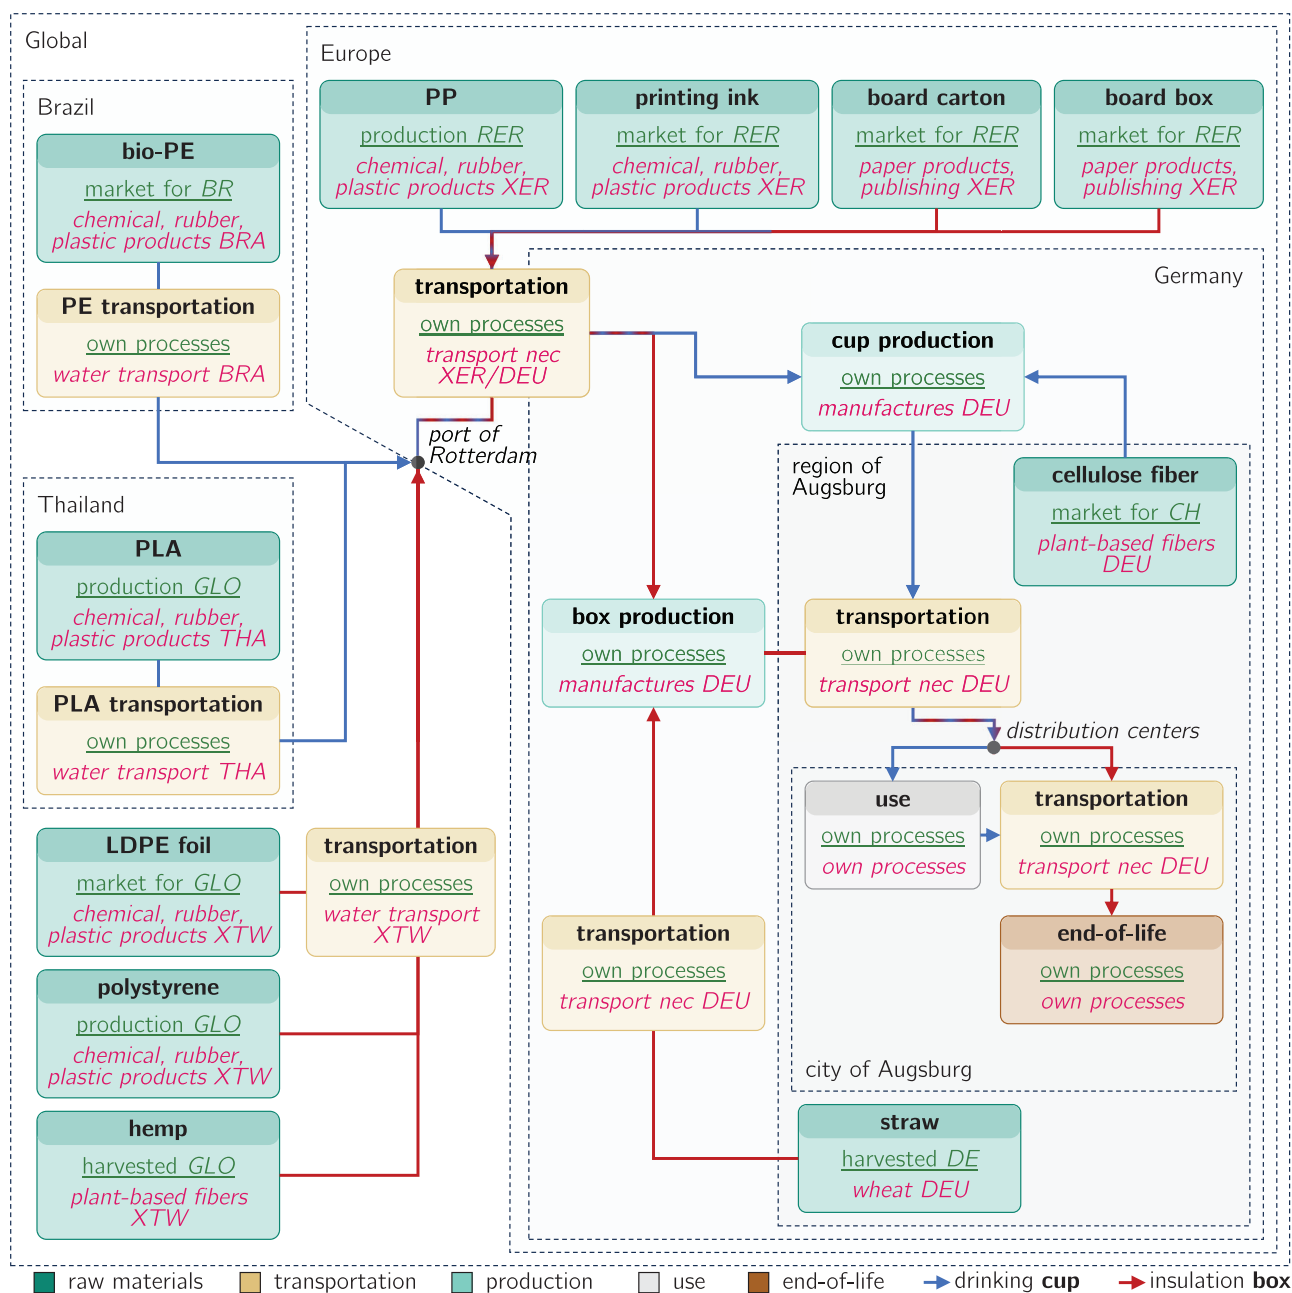 Global
Brazil
bio-PE
market for BR
chemical, rubber,
plastic products BRA
PE transportation
own processes
water transport BRA
Europe
PP
production RER
chemical, rubber,
plastic products XER
printing ink
market for RER
chemical, rubber,
plastic products XER
board carton
market for RER
paper products,
publishing XER
board box
market for RER
paper products,
publishing XER
transportation
own processes
transport nec
XER/DEU
port of
Rotterdam
Germany
cup production
own processes
manufactures DEU
region of
Augsburg
cellulose fiber
market for CH
plant-based fibers
DEU
Thailand
PLA
production GLO
chemical, rubber,
plastic products THA
PLA transportation
own processes
water transport THA
box production
own processes
manufactures DEU
transportation
own processes
transport nec DEU
distribution centers
use
own processes
own processes
transportation
own processes
transport nec DEU
end-of-life
own processes
own processes
city of Augsburg
LDPE foil
market for GLO
chemical, rubber,
plastic products XTW
transportation
own processes
water transport
XTW
polystyrene
production GLO
chemical, rubber,
plastic products XTW
hemp
harvested GLO
plant-based fibers
XTW
transportation
own processes
transport nec DEU
straw
harvested DE
wheat DEU
raw materials
transportation
production
use
end-of-life
drinking cup
insulation box